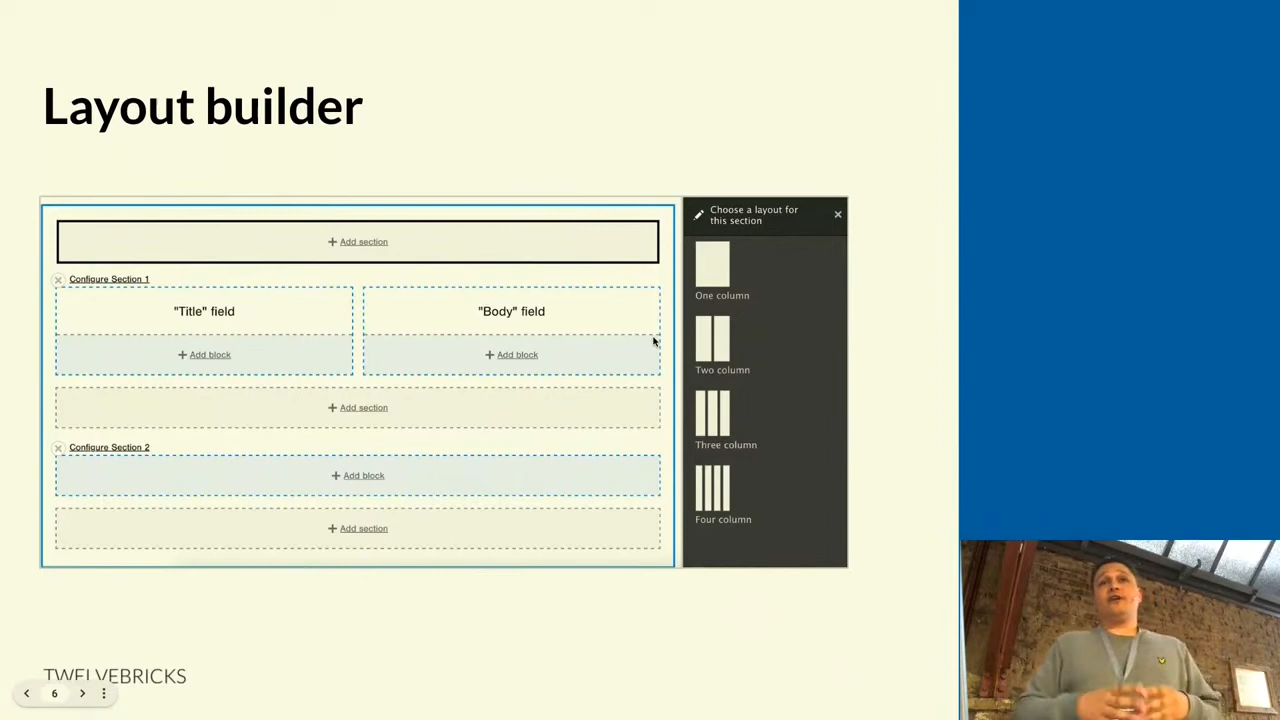 Layout builder
+ Add section
Configure Section 1
"Title" field
"Body" field
+ Add block
+ Add block
+ Add section
Configure Section 2
+ Add block
+ Add section
Choose a layout for
this section
One column
Two column
Three column
Four column
TWELVEBRICKS
6